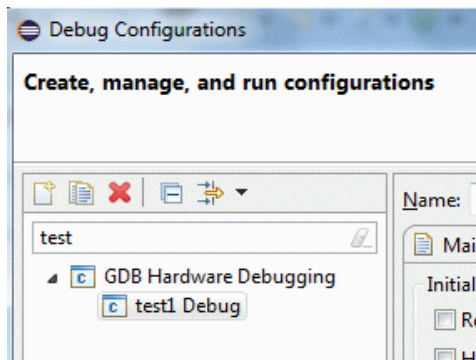 Debug Configurations
Create, manage, and run configurations
Name:
test
Mai
GDB Hardware Debugging
Initial
test1 Debug
R
H